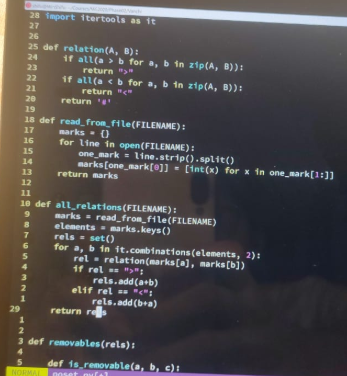 28 import itertools as it
27
26
25 def relation(A, B):
24     if all(a > b for a, b in zip(A, B)):
23         return ">"
22     if all(a < b for a, b in zip(A, B)):
21         return "<"
20     return '#'
19
18 def read_from_file(FILENAME):
17     marks = {}
16     for line in open(FILENAME):
15         one_mark = line.strip().split()
14         marks[one_mark[0]] = [int(x) for x in one_mark[1:]]
13     return marks
12
11
10 def all_relations(FILENAME):
9     marks = read_from_file(FILENAME)
8     elements = marks.keys()
7     rels = set()
6     for a, b in it.combinations(elements, 2):
5         rel = relation(marks[a], marks[b])
4         if rel == ">":
3             rels.add(a+b)
2         elif rel == "<":
1             rels.add(b+a)
29     return rels
1
2
3 def removables(rels):
4
5     def is_removable(a, b, c):
NORMAL